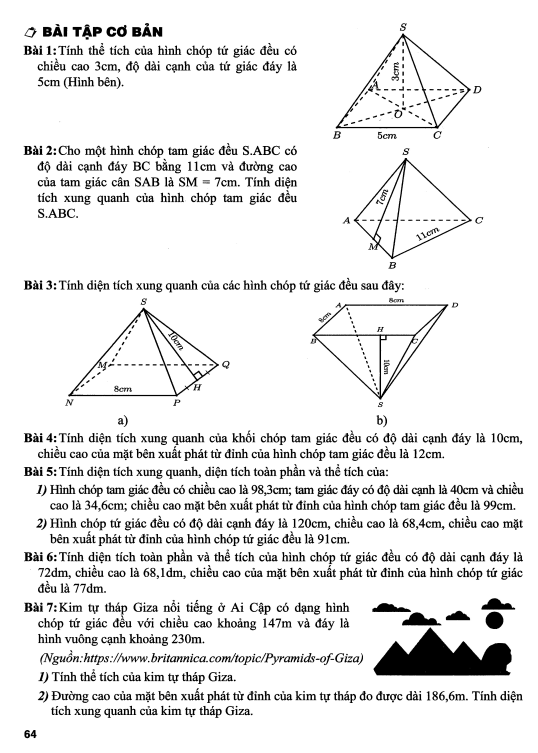 BÀI TẬP CƠ BẢN
Bài 1: Tính thể tích của hình chóp tứ giác đều có
chiều cao 3cm, độ dài cạnh của tứ giác đáy là
5cm (Hình bên).
S
3cm
A
D
O
B
5cm
C
Bài 2: Cho một hình chóp tam giác đều S.ABC có
độ dài cạnh đáy BC bằng 11cm và đường cao
của tam giác cân SAB là SM = 7cm. Tính diện
tích xung quanh của hình chóp tam giác đều
S.ABC.
S
7cm
A
C
M
11cm
B
Bài 3: Tính diện tích xung quanh của các hình chóp tứ giác đều sau đây:
S
10cm
M
Q
H
8cm
N
P
a)
8cm
A
D
8cm
B
H
C
10cm
S
b)
Bài 4: Tính diện tích xung quanh của khối chóp tam giác đều có độ dài cạnh đáy là 10cm,
chiều cao của mặt bên xuất phát từ đỉnh của hình chóp tam giác đều là 12cm.
Bài 5: Tính diện tích xung quanh, diện tích toàn phần và thể tích của:
1) Hình chóp tam giác đều có chiều cao là 98,3cm; tam giác đáy có độ dài cạnh là 40cm và chiều
cao là 34,6cm; chiều cao mặt bên xuất phát từ đỉnh của hình chóp tam giác đều là 99cm.
2) Hình chóp tứ giác đều có độ dài cạnh đáy là 120cm, chiều cao là 68,4cm, chiều cao mặt
bên xuất phát từ đỉnh của hình chóp tứ giác đều là 91cm.
Bài 6: Tính diện tích toàn phần và thể tích của hình chóp tứ giác đều có độ dài cạnh đáy là
72dm, chiều cao là 68,1dm, chiều cao của mặt bên xuất phát từ đỉnh của hình chóp tứ giác
đều là 77dm.
Bài 7: Kim tự tháp Giza nổi tiếng ở Ai Cập có dạng hình
chóp tứ giác đều với chiều cao khoảng 147m và đáy là
hình vuông cạnh khoảng 230m.
(Nguồn:https://www.britannica.com/topic/Pyramids-of-Giza)
1) Tính thể tích của kim tự tháp Giza.
2) Đường cao của mặt bên xuất phát từ đỉnh của kim tự tháp đo được dài 186,6m. Tính diện
tích xung quanh của kim tự tháp Giza.
64